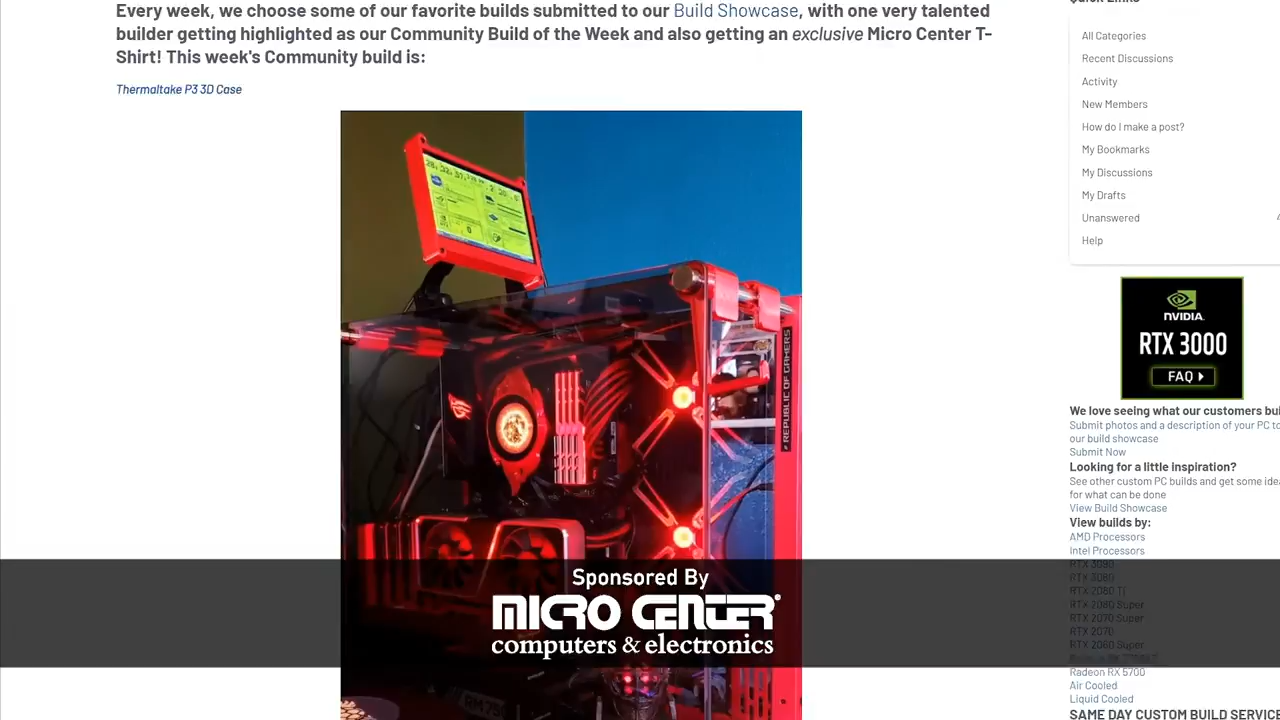 Every week, we choose some of our favorite builds submitted to our Build Showcase, with one very talented
builder getting highlighted as our Community Build of the Week and also getting an exclusive Micro Center T-
Shirt! This week's Community build is:
Thermaltake P3 3D Case
REPUBLIC OF GAMERS
Sponsored By
MICRO CENTER
computers & electronics
All Categories
Recent Discussions
Activity
New Members
How do I make a post?
My Bookmarks
My Discussions
My Drafts
Unanswered
Help
NVIDIA
RTX 3000
FAQ
We love seeing what our customers bui
Submit photos and a description of your PC to
our build showcase
Submit Now
Looking for a little inspiration?
See other custom PC builds and get some idea
for what can be done
View Build Showcase
View builds by:
AMD Processors
Intel Processors
RTX 3090
RTX 3080
RTX 2080 Ti
RTX 2080 Super
RTX 2070 Super
RTX 2070
RTX 2060 Super
Radeon RX 5700
Air Cooled
Liquid Cooled
SAME DAY CUSTOM BUILD SERVICE